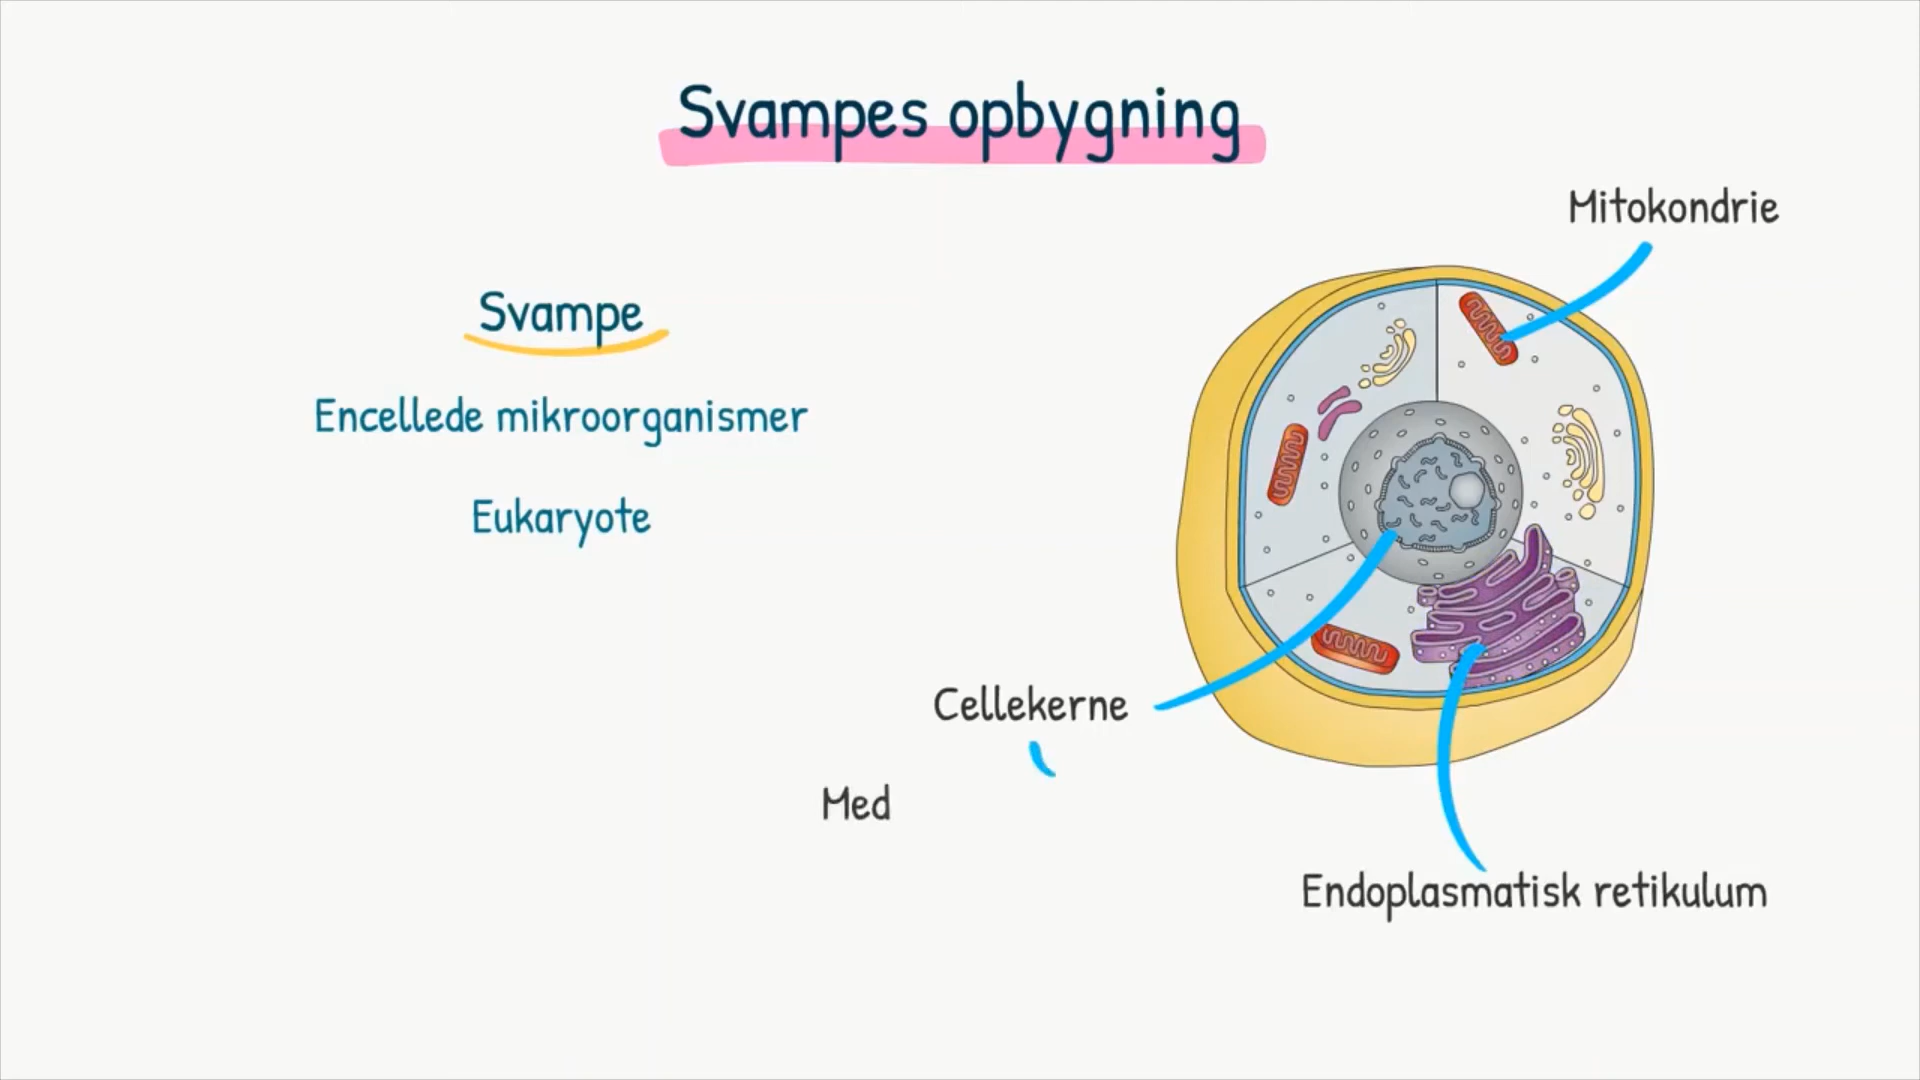 Svampes opbygning
Mitokondrie
Svampe
Encellede mikroorganismer
Eukaryote
Cellekerne
Med
Endoplasmatisk retikulum